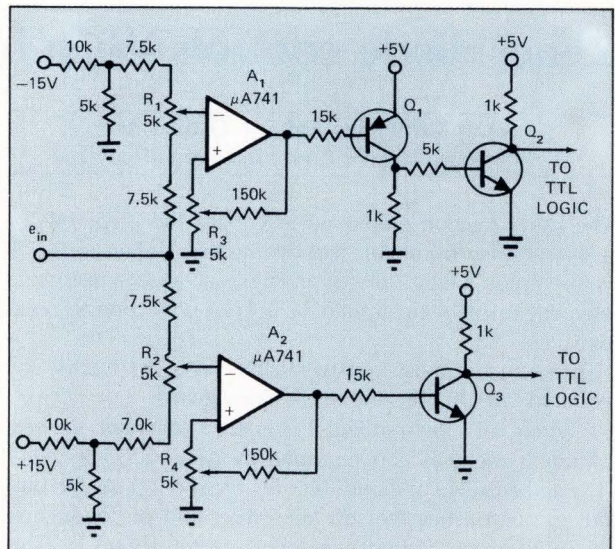 10k 7.5k
–15V
5k
R1
5k
A1
μA741
–
+
15k
+5V
Q1
+5V
1k
Q2
5k
TO
TTL
LOGIC
150k
7.5k
R3
5k
1k
ein
7.5k
R2
5k
A2
μA741
–
+
15k
+5V
1k
TO
TTL
LOGIC
Q3
10k 7.0k
+15V
5k
R4
5k
150k